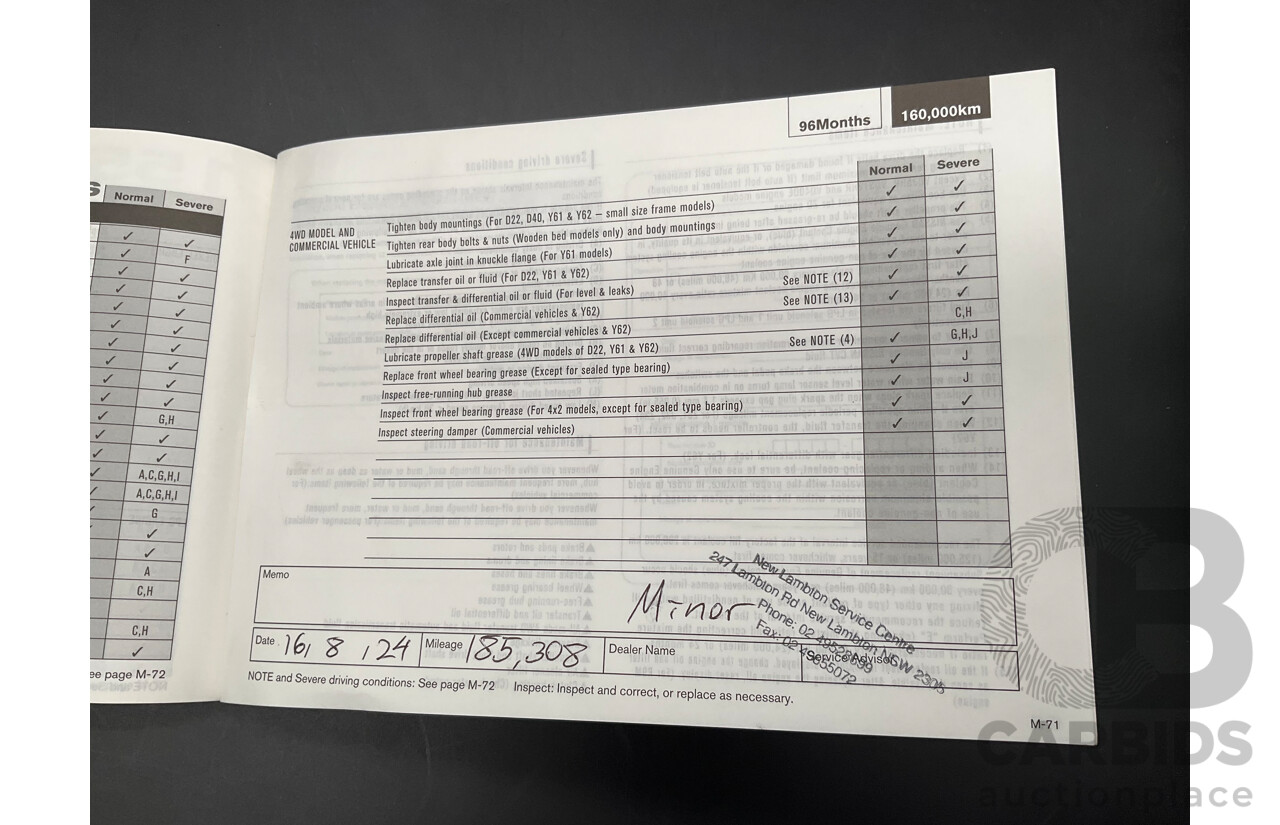 96Months 160,000km
Normal Severe
4WD MODEL AND
COMMERCIAL VEHICLE
Tighten body mountings (For D22, D40, Y61 & Y62 – small size frame models) ✓ ✓
Tighten rear body bolts & nuts (Wooden bed models only) and body mountings ✓ ✓
Lubricate axle joint in knuckle flange (For Y61 models) ✓ ✓
Replace transfer oil or fluid (For D22, Y61 & Y62) ✓ ✓
Inspect transfer & differential oil or fluid (For level & leaks) See NOTE (12) ✓ ✓
Replace differential oil (Commercial vehicles & Y62) See NOTE (13) ✓ ✓
Replace differential oil (Except commercial vehicles & Y62) C,H
Lubricate propeller shaft grease (4WD models of D22, Y61 & Y62) See NOTE (4) ✓ G,H,J
Replace front wheel bearing grease (Except for sealed type bearing) ✓ J
Inspect free-running hub grease ✓ J
Inspect front wheel bearing grease (For 4x2 models, except for sealed type bearing) ✓ ✓
Inspect steering damper (Commercial vehicles) ✓ ✓
Memo
Minor
New Lambton Service Centre
247 Lambton Rd New Lambton NSW 2305
Phone: 02
Fax: 02
Date 16, 8, 24 Mileage 185,308 Dealer Name Service Advisor
NOTE and Severe driving conditions: See page M-72 Inspect: Inspect and correct, or replace as necessary.
M-71
Normal Severe
✓ ✓
✓ F
✓ ✓
✓ ✓
✓ ✓
✓ ✓
✓ ✓
✓ ✓
✓ ✓
✓ G,H
✓ ✓
✓ ✓
✓ A,C,G,H,I
✓ A,C,G,H,I
G
✓
✓
A
C,H
C,H
✓
ee page M-72
CB
CARBIDS
auctionplace